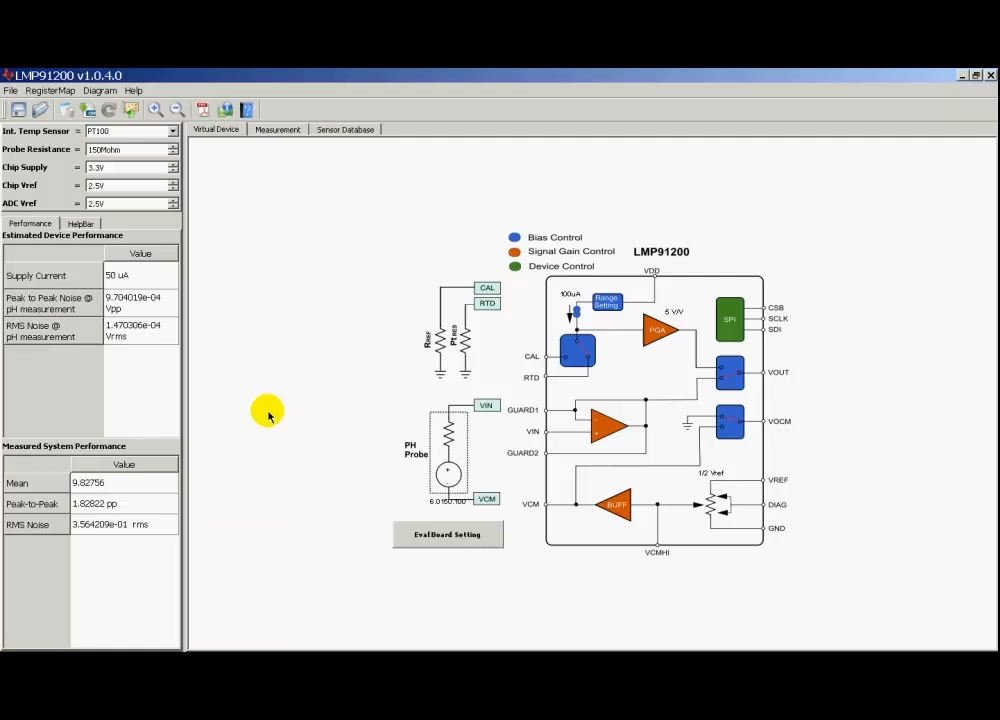 LMP91200 v1.0.4.0
File RegisterMap Diagram Help
Int. Temp Sensor = PT100
Probe Resistance = 150Mohm
Chip Supply = 3.3V
Chip Vref = 2.5V
ADC Vref = 2.5V
Virtual Device Measurement Sensor Database
Performance HelpBar
Estimated Device Performance
Value
Supply Current 50 uA
Peak to Peak Noise @ pH measurement 9.704019e-04 Vpp
RMS Noise @ pH measurement 1.470306e-04 Vrms
Measured System Performance
Value
Mean 9.82756
Peak-to-Peak 1.82822 pp
RMS Noise 3.564209e-01 rms
Bias Control
Signal Gain Control
Device Control
LMP91200
VDD
CAL
RTD
RREF
PtRES
100uA
Range Setting
5 V/V
PGA
SPI
CSB
SCLK
SDI
CAL
RTD
VOUT
GUARD1
VIN
GUARD2
VOCM
VIN
PH Probe
VCM
1/2 Vref
VREF
VCM
BUFF
DIAG
GND
VCMHI
EvalBoard Setting